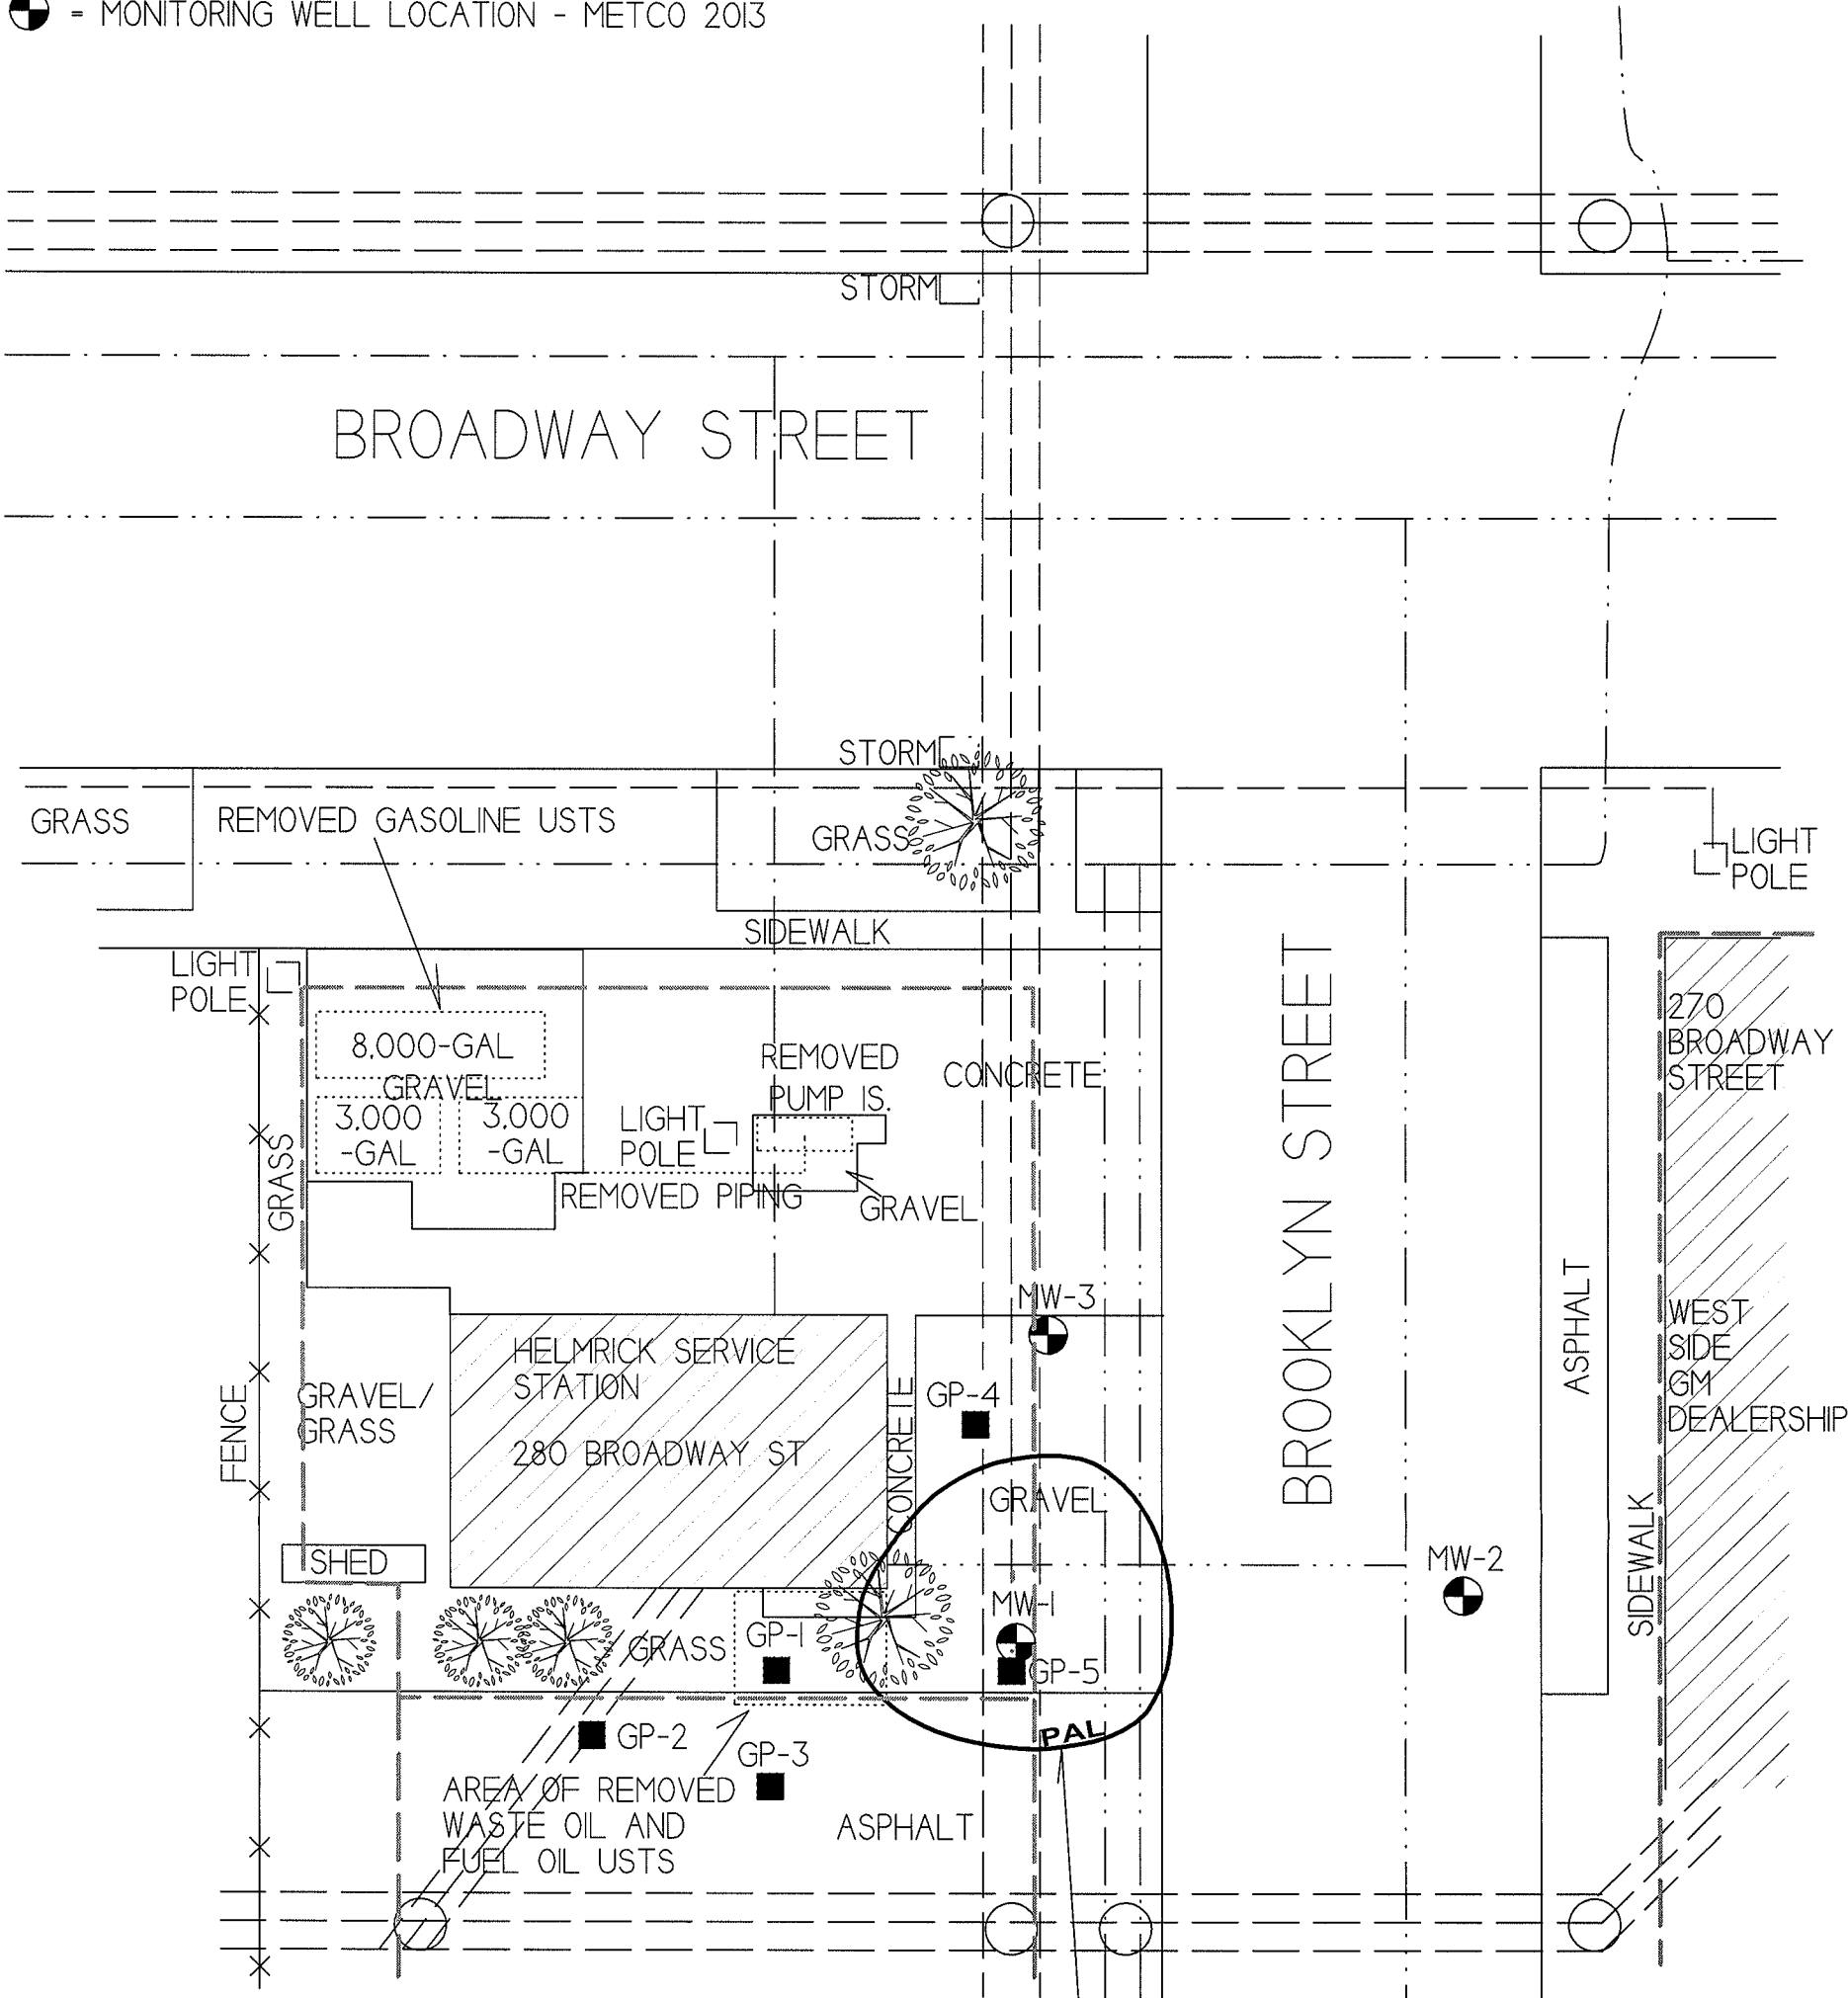 = MONITORING WELL LOCATION - METCO 2013
STORM
BROADWAY STREET
STORM
GRASS
REMOVED GASOLINE USTS
GRASS
LIGHT
POLE
SIDEWALK
LIGHT
POLE
8,000-GAL
GRAVEL
3,000
-GAL
3,000
-GAL
REMOVED
PUMP IS.
CONCRETE
LIGHT
POLE
REMOVED PIPING
GRAVEL
GRASS
BROOKLYN STREET
270
BROADWAY
STREET
MW-3
HELMRICK SERVICE
STATION
280 BROADWAY ST
GRAVEL/
GRASS
FENCE
CONCRETE
GP-4
GRAVEL
ASPHALT
WEST
SIDE
GM
DEALERSHIP
SIDEWALK
SHED
MW-2
MW-1
GRASS
GP-1
GP-5
PAL
GP-2
GP-3
AREA OF REMOVED
WASTE OIL AND
FUEL OIL USTS
ASPHALT